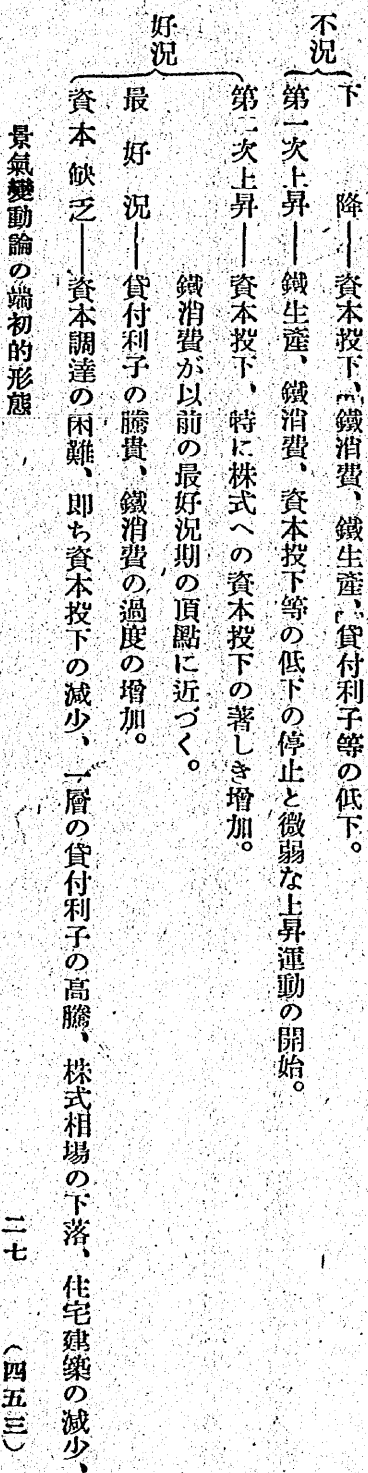 不況
下降――資本投下、鐵消費、鐵生產、貸付利子等の低下。
第一次上昇――鐵生產、鐵消費、資本投下等の低下の停止と微弱な上昇運動の開始。
好況
第二次上昇――資本投下、特に株式への資本投下の著しき增加。
鐵消費が以前の最好況期の頂點に近づく。
最好況――貸付利子の騰貴、鐵消費の過度の增加。
資本缺乏――資本調達の困難、卽ち資本投下の減少、一層の貸付利子の高騰、株式相場の下落、住宅建築の減少、
景氣變動論の端初的形態
二七
(四五三)